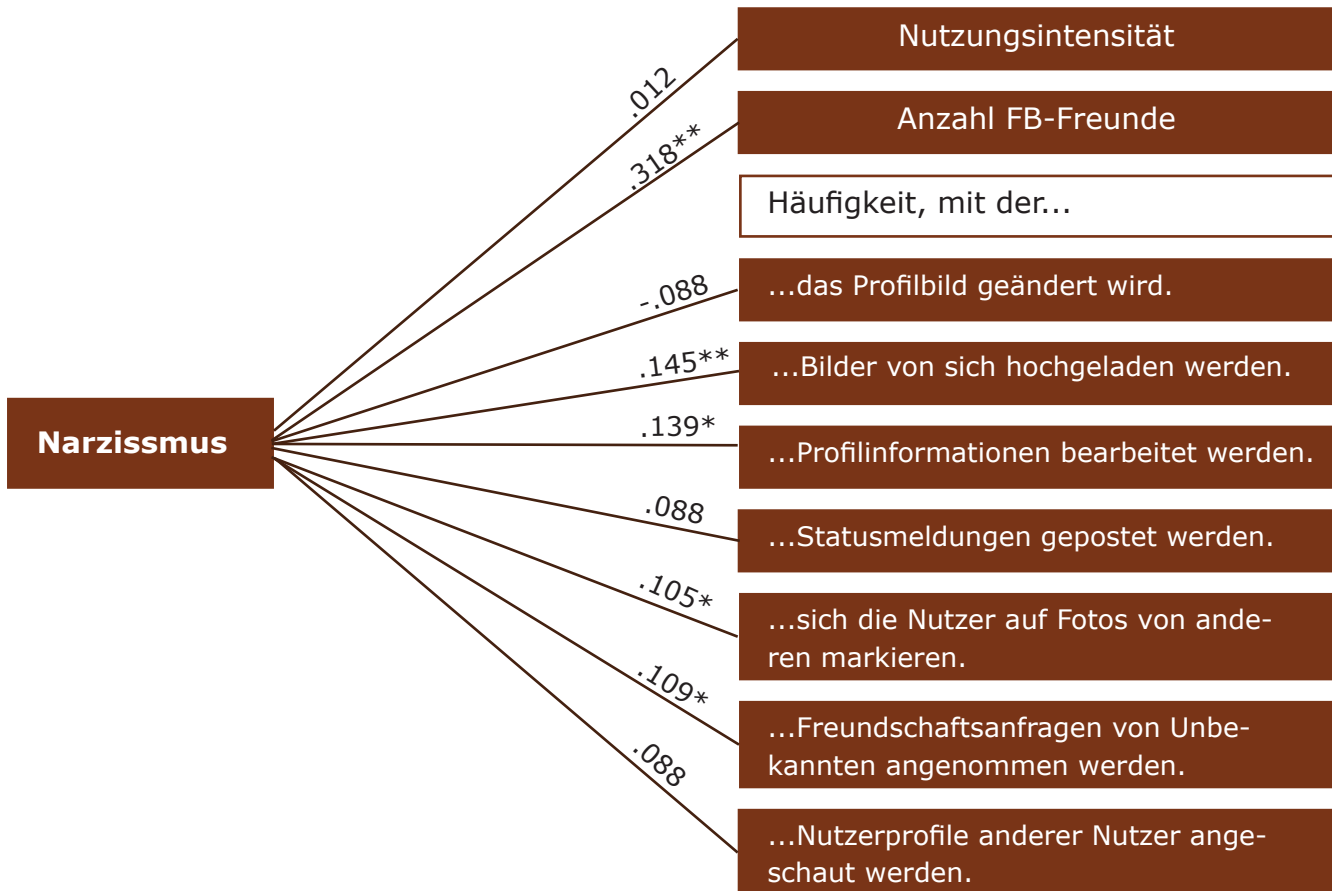 Nutzungsintensität
.012
Anzahl FB-Freunde
.318**
Häufigkeit, mit der...
-.088
...das Profilbild geändert wird.
.145**
...Bilder von sich hochgeladen werden.
Narzissmus
.139*
...Profilinformationen bearbeitet werden.
.088
...Statusmeldungen gepostet werden.
.105*
...sich die Nutzer auf Fotos von ande-
ren markieren.
.109*
...Freundschaftsanfragen von Unbe-
kannten angenommen werden.
.088
...Nutzerprofile anderer Nutzer ange-
schaut werden.